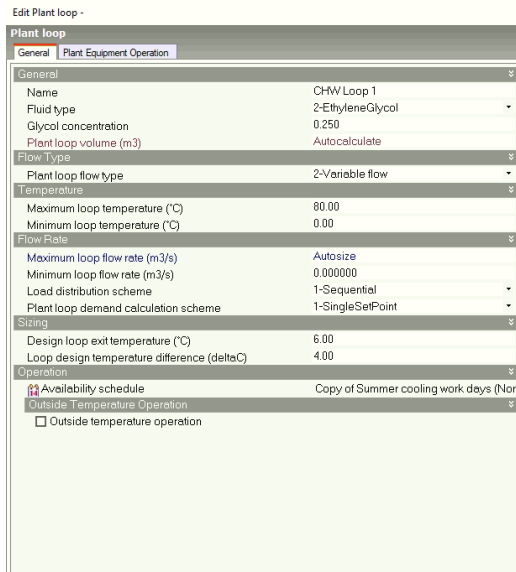 Edit Plant loop -
Plant loop
General Plant Equipment Operation
General
Name CHW Loop 1
Fluid type 2-EthyleneGlycol
Glycol concentration 0.250
Plant loop volume (m3) Autocalculate
Flow Type
Plant loop flow type 2-Variable flow
Temperature
Maximum loop temperature (°C) 80.00
Minimum loop temperature (°C) 0.00
Flow Rate
Maximum loop flow rate (m3/s) Autosize
Minimum loop flow rate (m3/s) 0.000000
Load distribution scheme 1-Sequential
Plant loop demand calculation scheme 1-SingleSetPoint
Sizing
Design loop exit temperature (°C) 6.00
Loop design temperature difference (deltaC) 4.00
Operation
Availability schedule Copy of Summer cooling work days (Nor
Outside Temperature Operation
Outside temperature operation